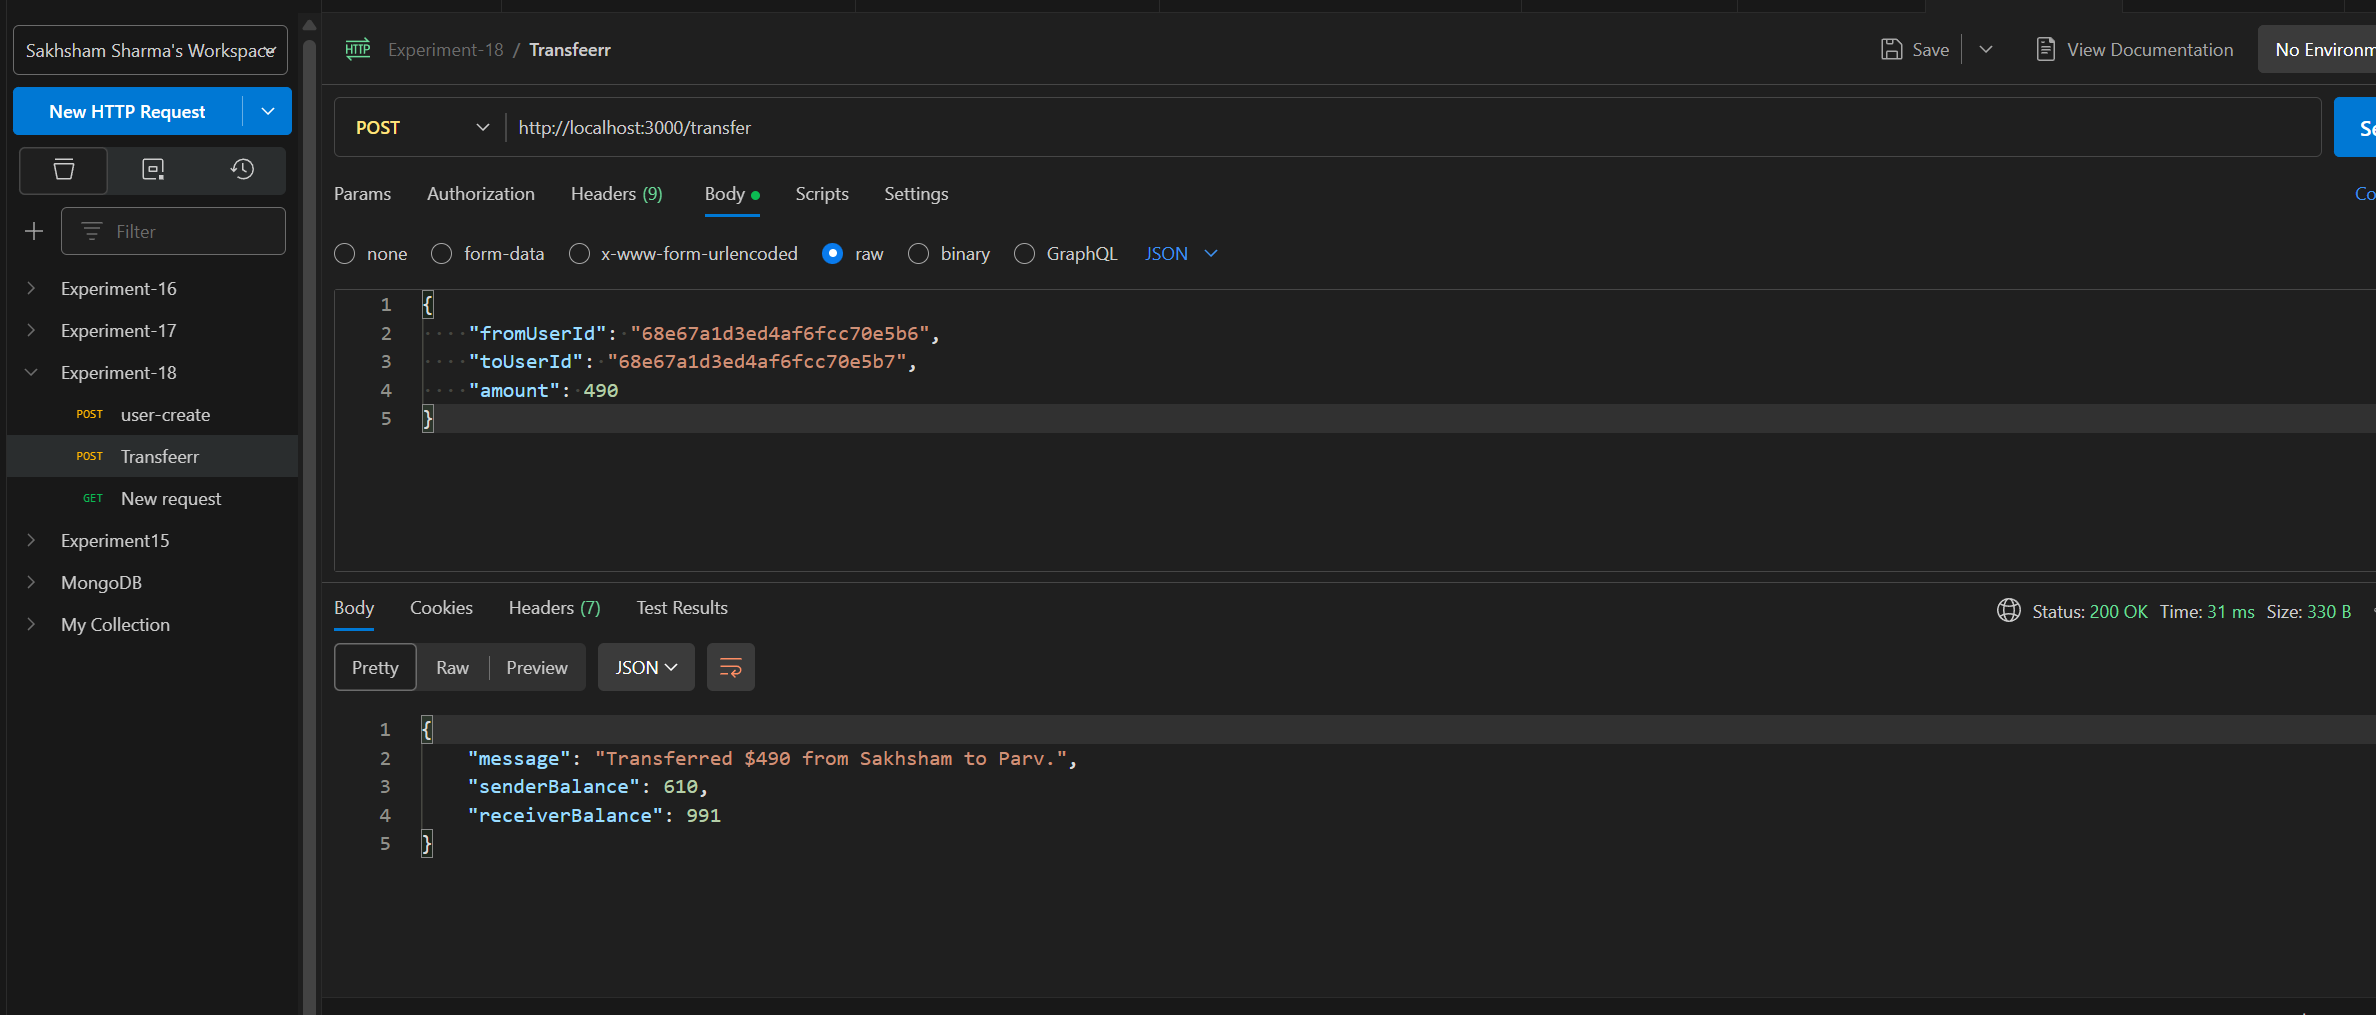 Sakhsham Sharma's Workspace
New HTTP Request
Filter
Experiment-16
Experiment-17
Experiment-18
POST user-create
POST Transfeerr
GET New request
Experiment15
MongoDB
My Collection
HTTP Experiment-18 / Transfeerr
Save
View Documentation
POST http://localhost:3000/transfer
Params Authorization Headers (9) Body Scripts Settings
none form-data x-www-form-urlencoded raw binary GraphQL JSON
1 {
2 "fromUserId": "68e67a1d3ed4af6fcc70e5b6",
3 "toUserId": "68e67a1d3ed4af6fcc70e5b7",
4 "amount": 490
5 }
Body Cookies Headers (7) Test Results
Status: 200 OK Time: 31 ms Size: 330 B
Pretty Raw Preview JSON
1 {
2 "message": "Transferred $490 from Sakhsham to Parv.",
3 "senderBalance": 610,
4 "receiverBalance": 991
5 }